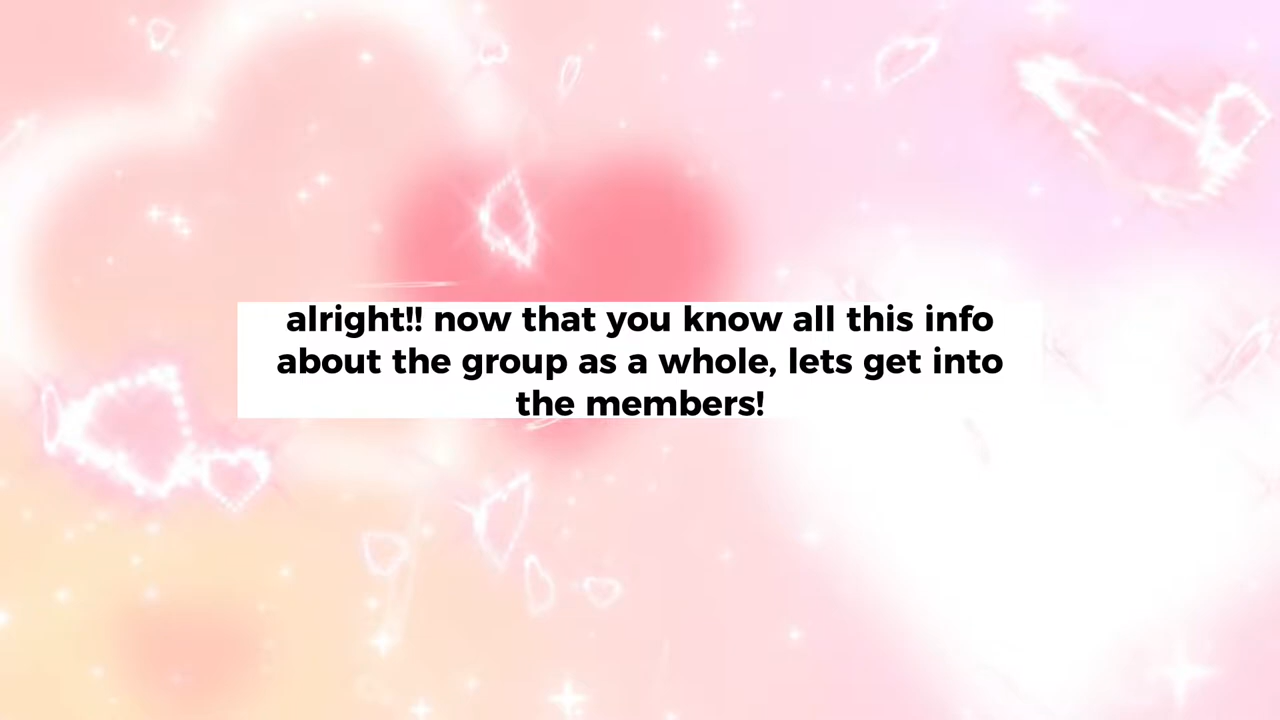 alright!! now that you know all this info
about the group as a whole, lets get into
the members!